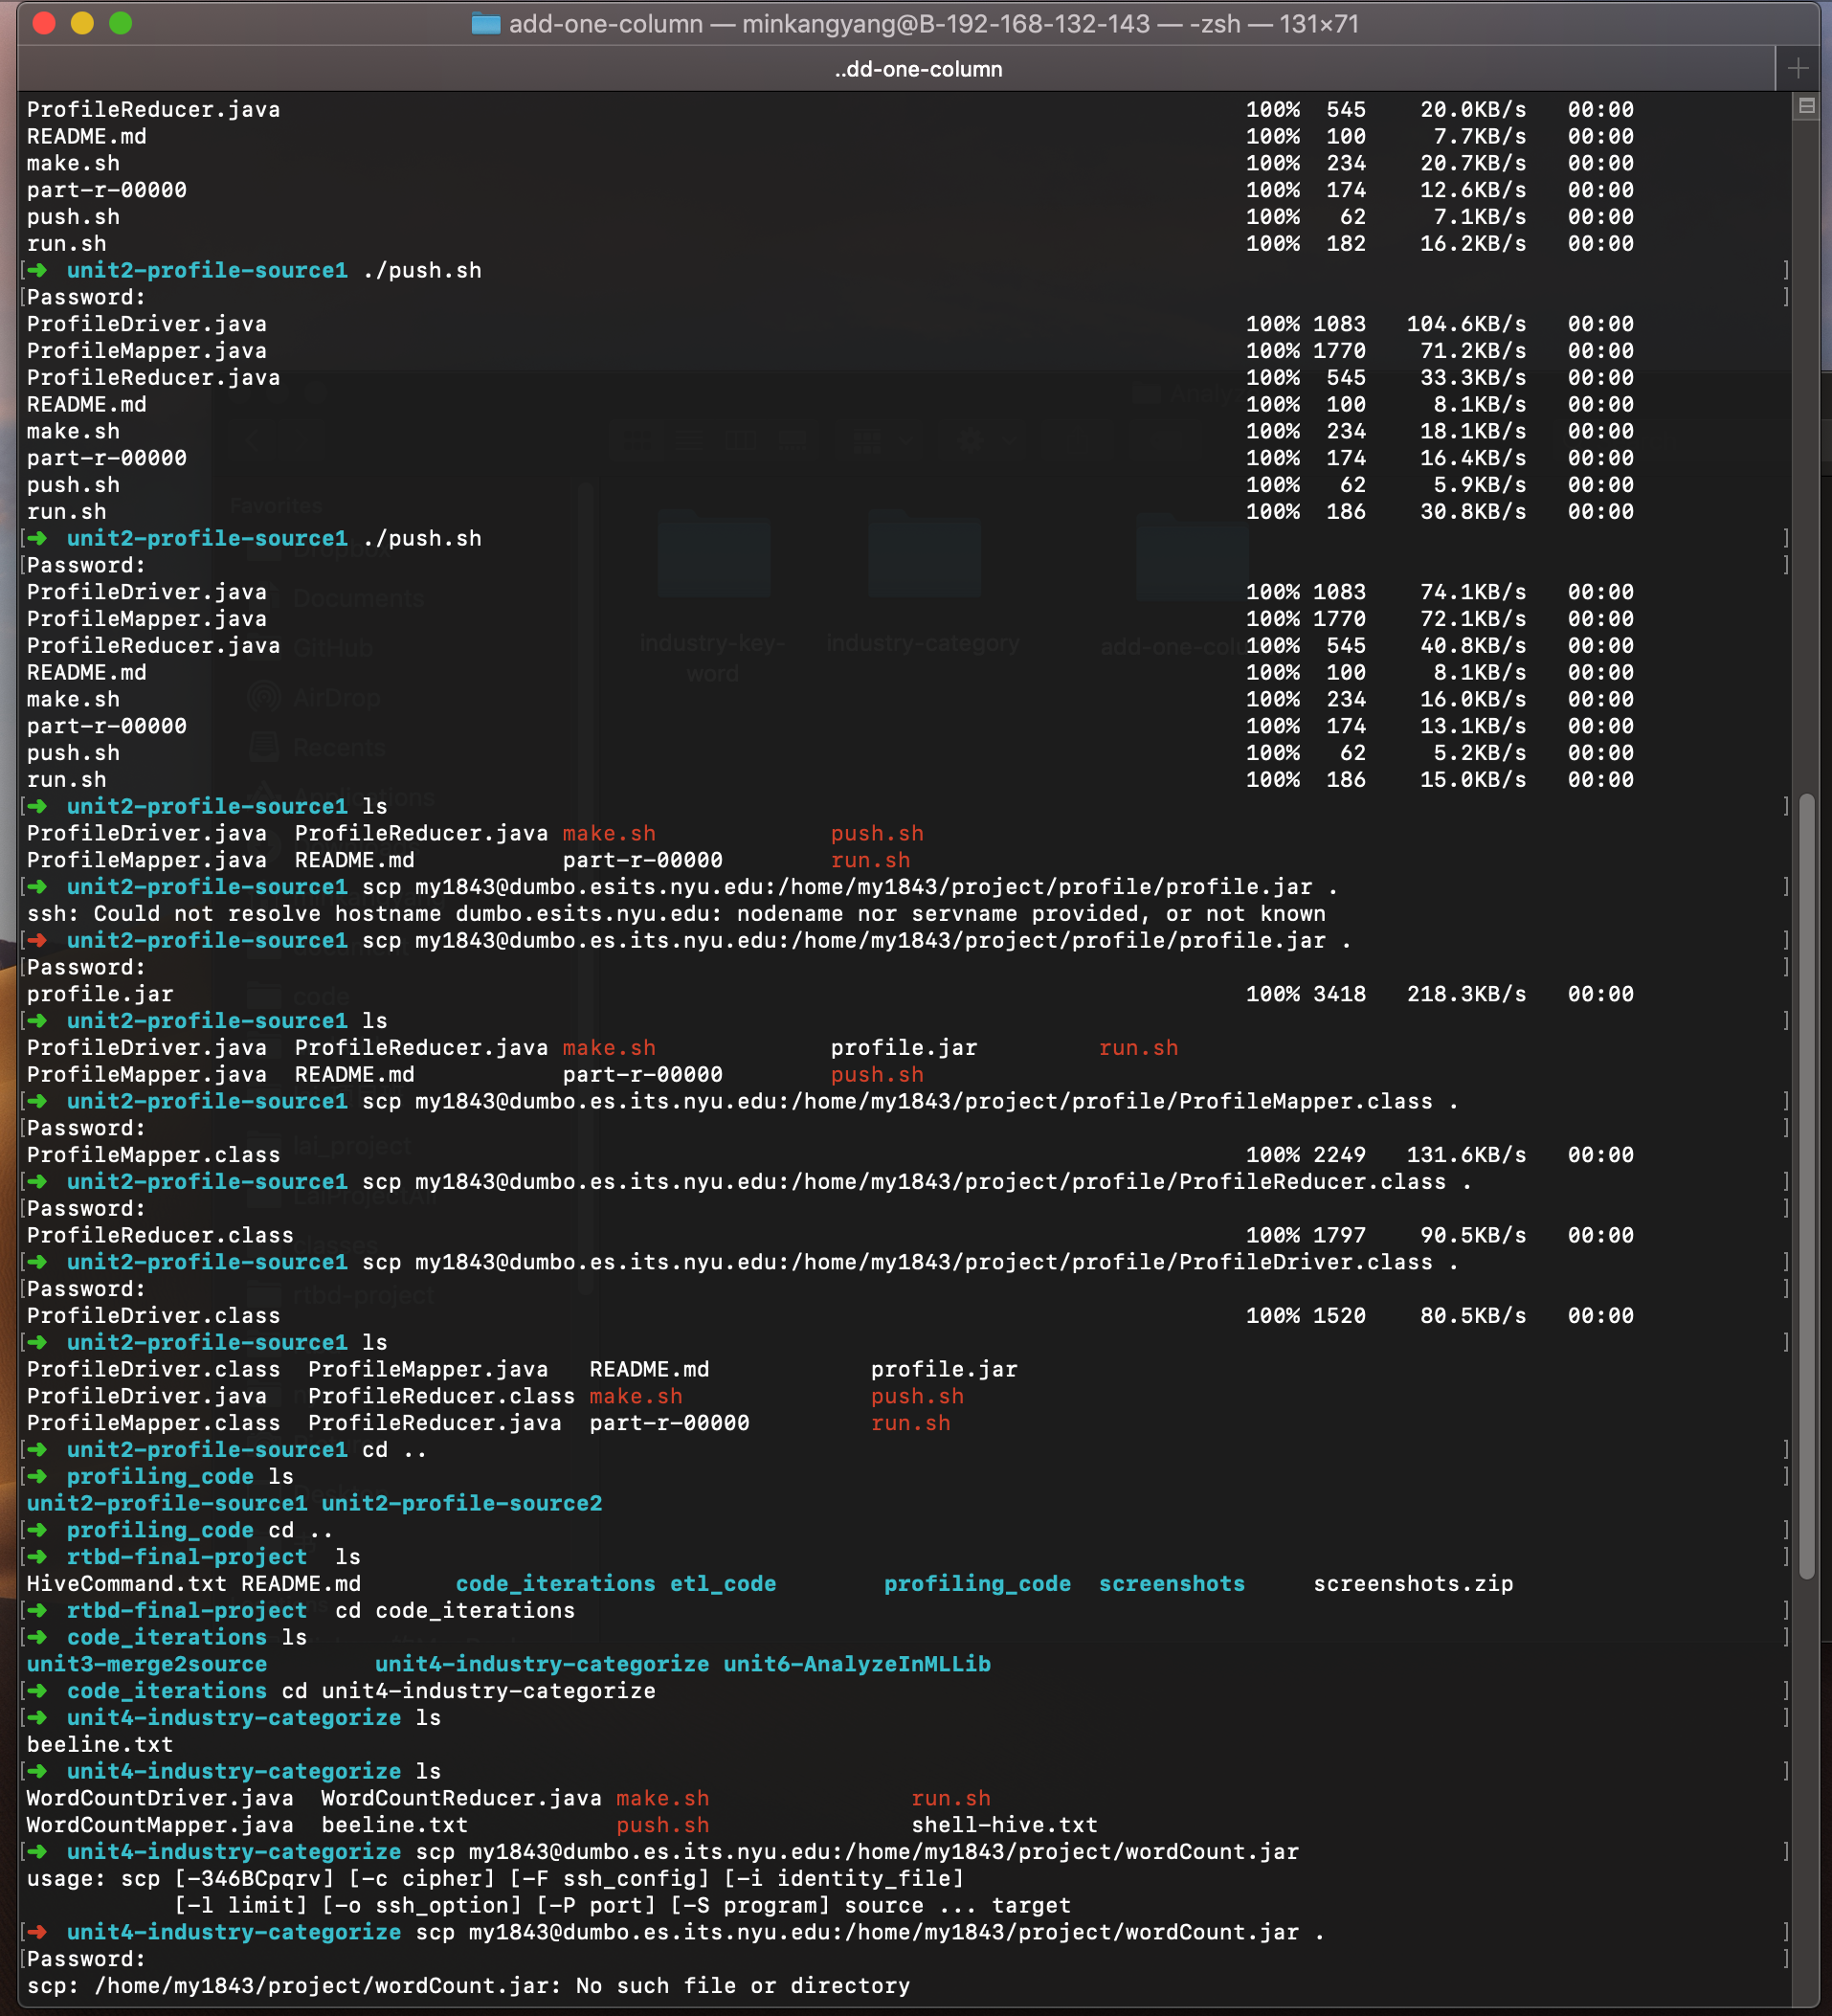 add-one-column — minkangyang@B-192-168-132-143 — -zsh — 131×71
..dd-one-column
ProfileReducer.java 100% 545 20.0KB/s 00:00
README.md 100% 100 7.7KB/s 00:00
make.sh 100% 234 20.7KB/s 00:00
part-r-00000 100% 174 12.6KB/s 00:00
push.sh 100% 62 7.1KB/s 00:00
run.sh 100% 182 16.2KB/s 00:00
[➜ unit2-profile-source1 ./push.sh ]
[Password: ]
ProfileDriver.java 100% 1083 104.6KB/s 00:00
ProfileMapper.java 100% 1770 71.2KB/s 00:00
ProfileReducer.java 100% 545 33.3KB/s 00:00
README.md 100% 100 8.1KB/s 00:00
make.sh 100% 234 18.1KB/s 00:00
part-r-00000 100% 174 16.4KB/s 00:00
push.sh 100% 62 5.9KB/s 00:00
run.sh 100% 186 30.8KB/s 00:00
[➜ unit2-profile-source1 ./push.sh ]
[Password: ]
ProfileDriver.java 100% 1083 74.1KB/s 00:00
ProfileMapper.java 100% 1770 72.1KB/s 00:00
ProfileReducer.java 100% 545 40.8KB/s 00:00
README.md 100% 100 8.1KB/s 00:00
make.sh 100% 234 16.0KB/s 00:00
part-r-00000 100% 174 13.1KB/s 00:00
push.sh 100% 62 5.2KB/s 00:00
run.sh 100% 186 15.0KB/s 00:00
[➜ unit2-profile-source1 ls ]
ProfileDriver.java ProfileReducer.java make.sh push.sh
ProfileMapper.java README.md part-r-00000 run.sh
[➜ unit2-profile-source1 scp my1843@dumbo.esits.nyu.edu:/home/my1843/project/profile/profile.jar . ]
ssh: Could not resolve hostname dumbo.esits.nyu.edu: nodename nor servname provided, or not known
[➜ unit2-profile-source1 scp my1843@dumbo.es.its.nyu.edu:/home/my1843/project/profile/profile.jar . ]
[Password: ]
profile.jar 100% 3418 218.3KB/s 00:00
[➜ unit2-profile-source1 ls ]
ProfileDriver.java ProfileReducer.java make.sh profile.jar run.sh
ProfileMapper.java README.md part-r-00000 push.sh
[➜ unit2-profile-source1 scp my1843@dumbo.es.its.nyu.edu:/home/my1843/project/profile/ProfileMapper.class . ]
[Password: ]
ProfileMapper.class 100% 2249 131.6KB/s 00:00
[➜ unit2-profile-source1 scp my1843@dumbo.es.its.nyu.edu:/home/my1843/project/profile/ProfileReducer.class . ]
[Password: ]
ProfileReducer.class 100% 1797 90.5KB/s 00:00
[➜ unit2-profile-source1 scp my1843@dumbo.es.its.nyu.edu:/home/my1843/project/profile/ProfileDriver.class . ]
[Password: ]
ProfileDriver.class 100% 1520 80.5KB/s 00:00
[➜ unit2-profile-source1 ls ]
ProfileDriver.class ProfileMapper.java README.md profile.jar
ProfileDriver.java ProfileReducer.class make.sh push.sh
ProfileMapper.class ProfileReducer.java part-r-00000 run.sh
[➜ unit2-profile-source1 cd .. ]
[➜ profiling_code ls ]
unit2-profile-source1 unit2-profile-source2
[➜ profiling_code cd .. ]
[➜ rtbd-final-project ls ]
HiveCommand.txt README.md code_iterations etl_code profiling_code screenshots screenshots.zip
[➜ rtbd-final-project cd code_iterations ]
[➜ code_iterations ls ]
unit3-merge2source unit4-industry-categorize unit6-AnalyzeInMLLib
[➜ code_iterations cd unit4-industry-categorize ]
[➜ unit4-industry-categorize ls ]
beeline.txt
[➜ unit4-industry-categorize ls ]
WordCountDriver.java WordCountReducer.java make.sh run.sh
WordCountMapper.java beeline.txt push.sh shell-hive.txt
[➜ unit4-industry-categorize scp my1843@dumbo.es.its.nyu.edu:/home/my1843/project/wordCount.jar ]
usage: scp [-346BCpqrv] [-c cipher] [-F ssh_config] [-i identity_file]
[-l limit] [-o ssh_option] [-P port] [-S program] source ... target
[➜ unit4-industry-categorize scp my1843@dumbo.es.its.nyu.edu:/home/my1843/project/wordCount.jar . ]
[Password: ]
scp: /home/my1843/project/wordCount.jar: No such file or directory